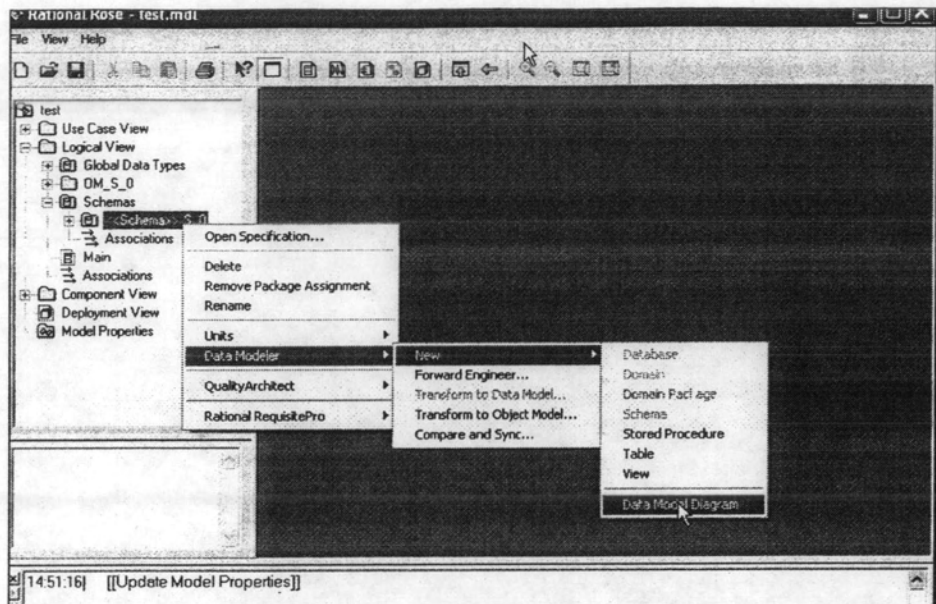 Rational Rose - test.mdl
File View Help
test
Use Case View
Logical View
Global Data Types
OM_S_0
Schemas
<<Schema>> S_0
Associations
Main
Associations
Component View
Deployment View
Model Properties
Open Specification...
Delete
Remove Package Assignment
Rename
Units
Data Modeler
QualityArchitect
Rational RequisitePro
New
Forward Engineer...
Transform to Data Model...
Transform to Object Model...
Compare and Sync...
Database
Domain
Domain Package
Schema
Stored Procedure
Table
View
Data Model Diagram
14:51:16| [[Update Model Properties]]